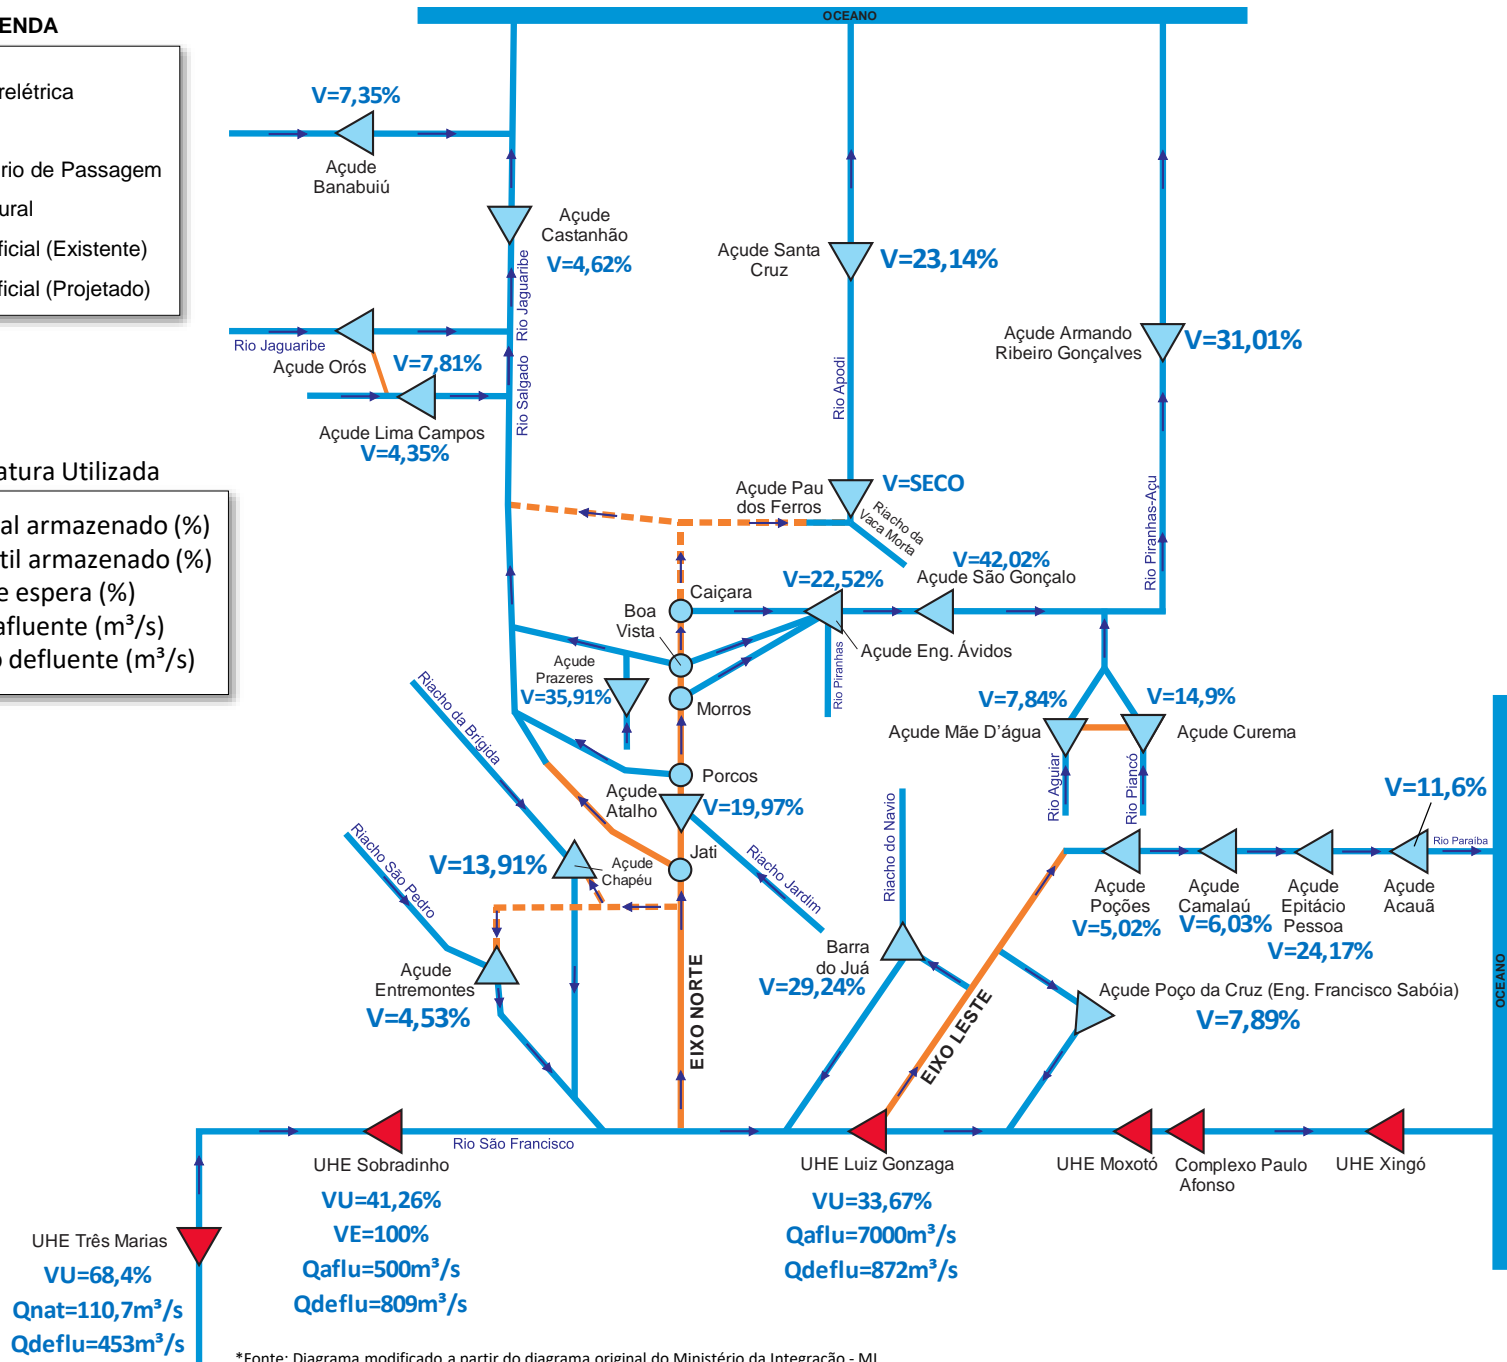 OCEANO
ENDA
relétrica
rio de Passagem
ural
ficial (Existente)
ficial (Projetado)
V=7,35%
Açude
Banabuiú
Açude
Castanhão
V=4,62%
Rio Jaguaribe
Açude Santa
Cruz
V=23,14%
Açude Armando
Ribeiro Gonçalves
V=31,01%
Rio Jaguaribe
Açude Orós
V=7,81%
Rio Salgado
Rio Apodi
Açude Lima Campos
V=4,35%
atura Utilizada
al armazenado (%)
til armazenado (%)
e espera (%)
afluente (m³/s)
o defluente (m³/s)
Açude Pau
dos Ferros
V=SECO
Riacho da
Vaca Morta
Rio Piranhas-Açu
V=42,02%
Açude São Gonçalo
V=22,52%
Caiçara
Boa
Vista
Açude Eng. Ávidos
Rio Piranhas
Açude
Prazeres
V=35,91%
Morros
Riacho da Brígida
V=7,84%
Açude Mãe D'água
V=14,9%
Açude Curema
Rio Aguiar
Rio Piancó
Porcos
Açude
Atalho
V=19,97%
V=11,6%
Riacho do Navio
Rio Paraíba
Riacho São Pedro
V=13,91%
Açude
Chapéu
Jati
Riacho Jardim
Açude
Poções
V=5,02%
Açude
Camalaú
V=6,03%
Açude
Epitácio
Pessoa
V=24,17%
Açude
Acauã
Açude
Entremontes
V=4,53%
Barra
do Juá
V=29,24%
EIXO NORTE
EIXO LESTE
Açude Poço da Cruz (Eng. Francisco Sabóia)
V=7,89%
OCEANO
Rio São Francisco
UHE Sobradinho
VU=41,26%
VE=100%
Qaflu=500m³/s
Qdeflu=809m³/s
UHE Luiz Gonzaga
VU=33,67%
Qaflu=7000m³/s
Qdeflu=872m³/s
UHE Moxotó
Complexo Paulo
Afonso
UHE Xingó
UHE Três Marias
VU=68,4%
Qnat=110,7m³/s
Qdeflu=453m³/s
*Fonte: Diagrama modificado a partir do diagrama original do Ministério da Integração - MI